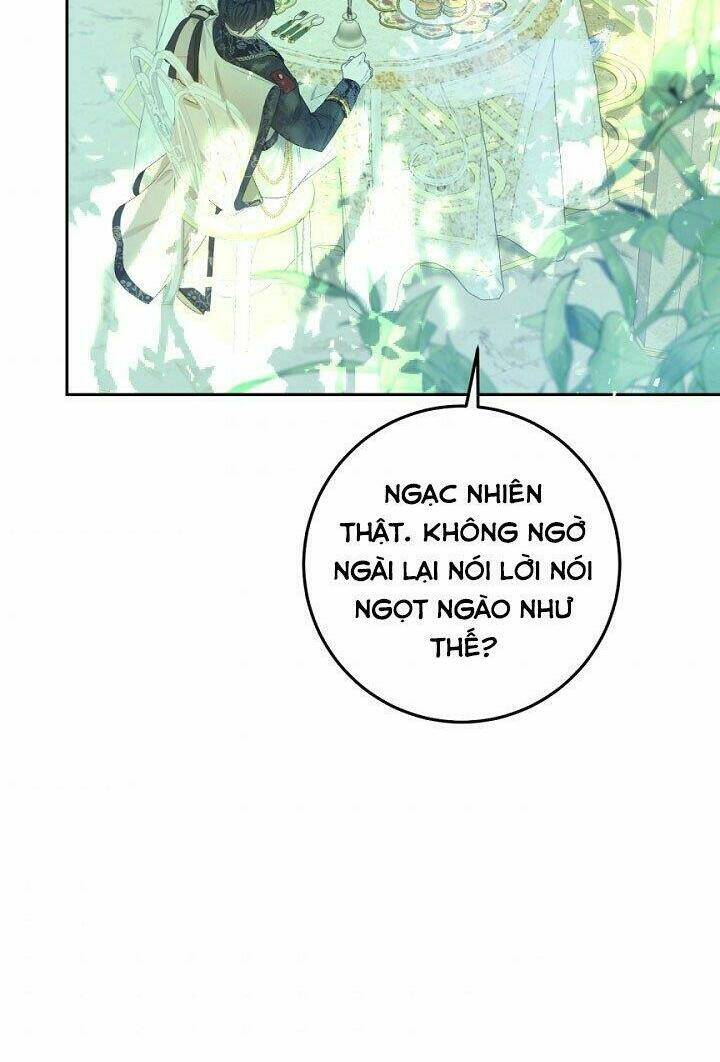 NGẠC NHIÊN
THẬT. KHÔNG NGỜ
NGÀI LẠI NÓI LỜI NÓI
NGỌT NGÀO NHƯ
THẾ?